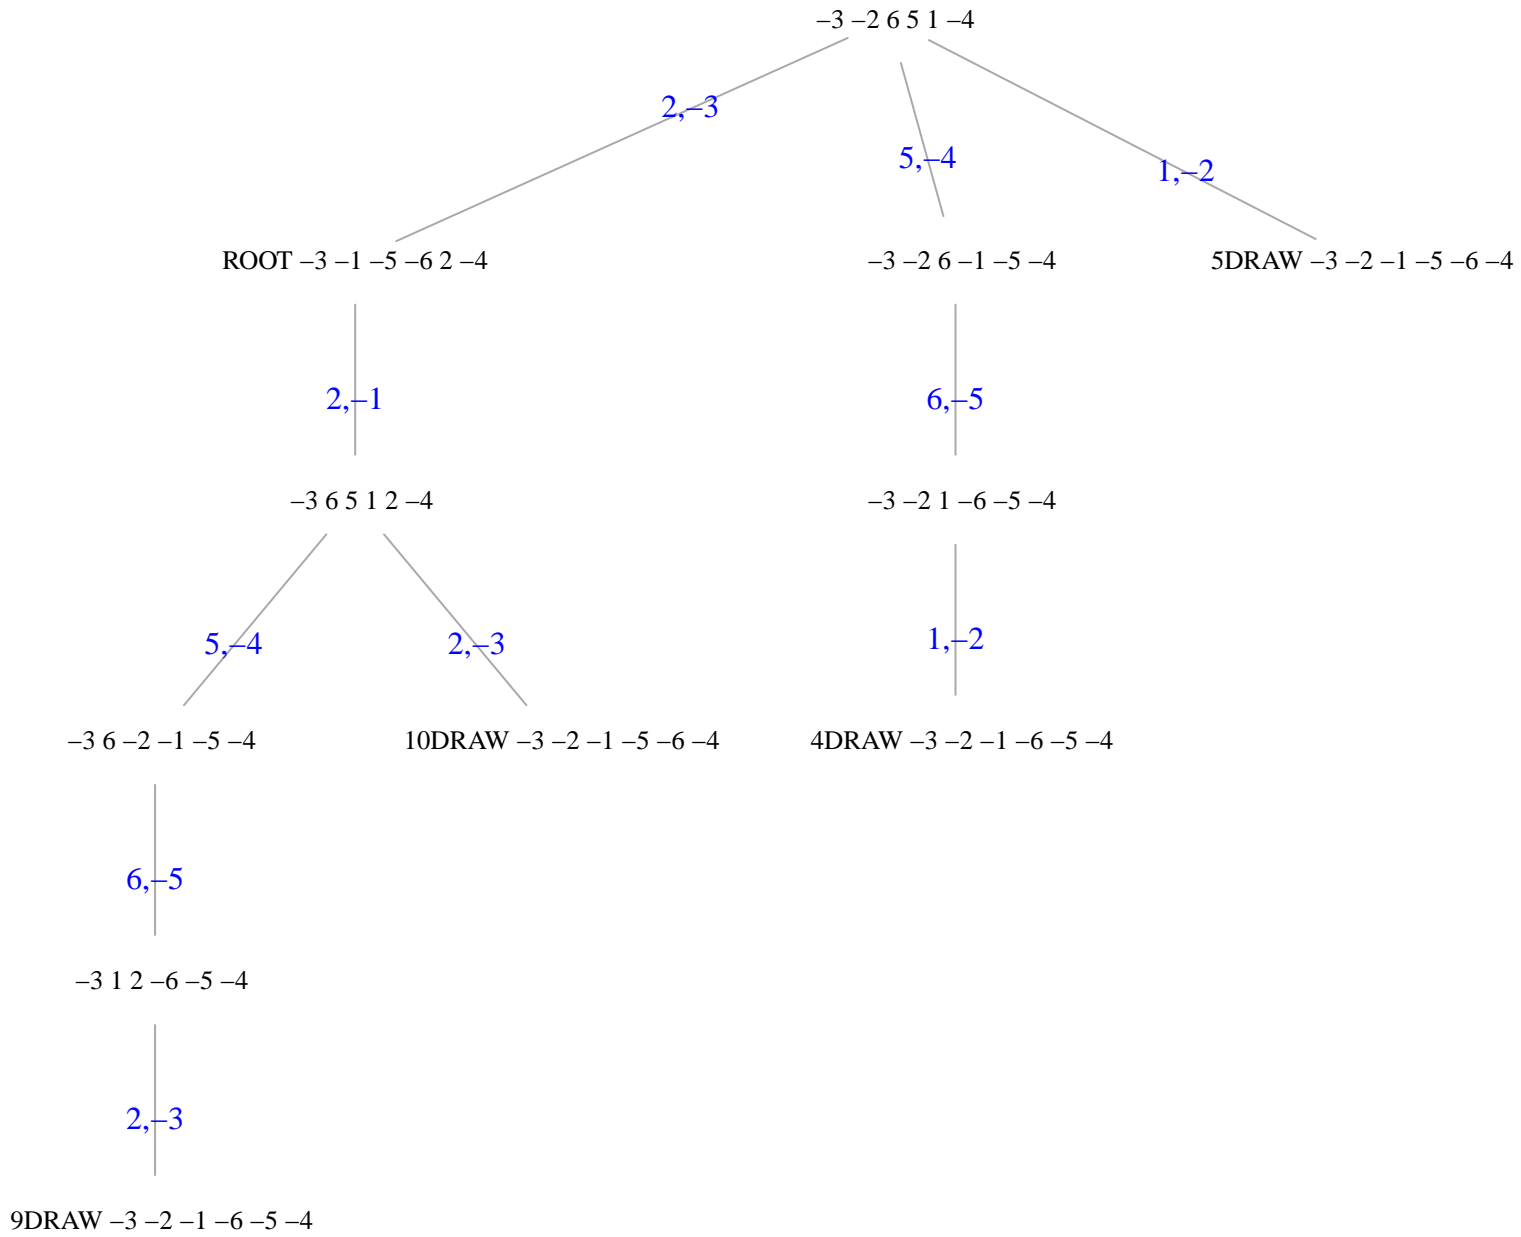 –3 –2 6 5 1 –4
2,–3
5,–4
1,–2
ROOT –3 –1 –5 –6 2 –4
–3 –2 6 –1 –5 –4
5DRAW –3 –2 –1 –5 –6 –4
2,–1
6,–5
–3 6 5 1 2 –4
–3 –2 1 –6 –5 –4
5,–4
2,–3
1,–2
–3 6 –2 –1 –5 –4
10DRAW –3 –2 –1 –5 –6 –4
4DRAW –3 –2 –1 –6 –5 –4
6,–5
–3 1 2 –6 –5 –4
2,–3
9DRAW –3 –2 –1 –6 –5 –4